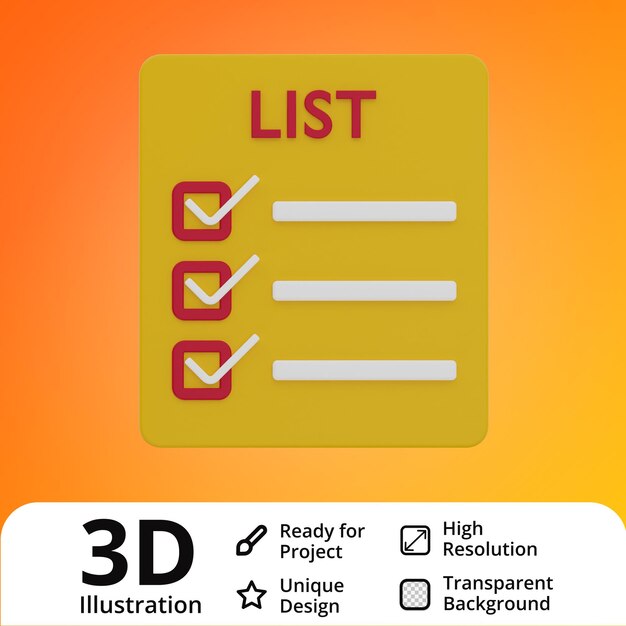 LIST
3D
Illustration
Ready for
Project
Unique
Design
High
Resolution
Transparent
Background